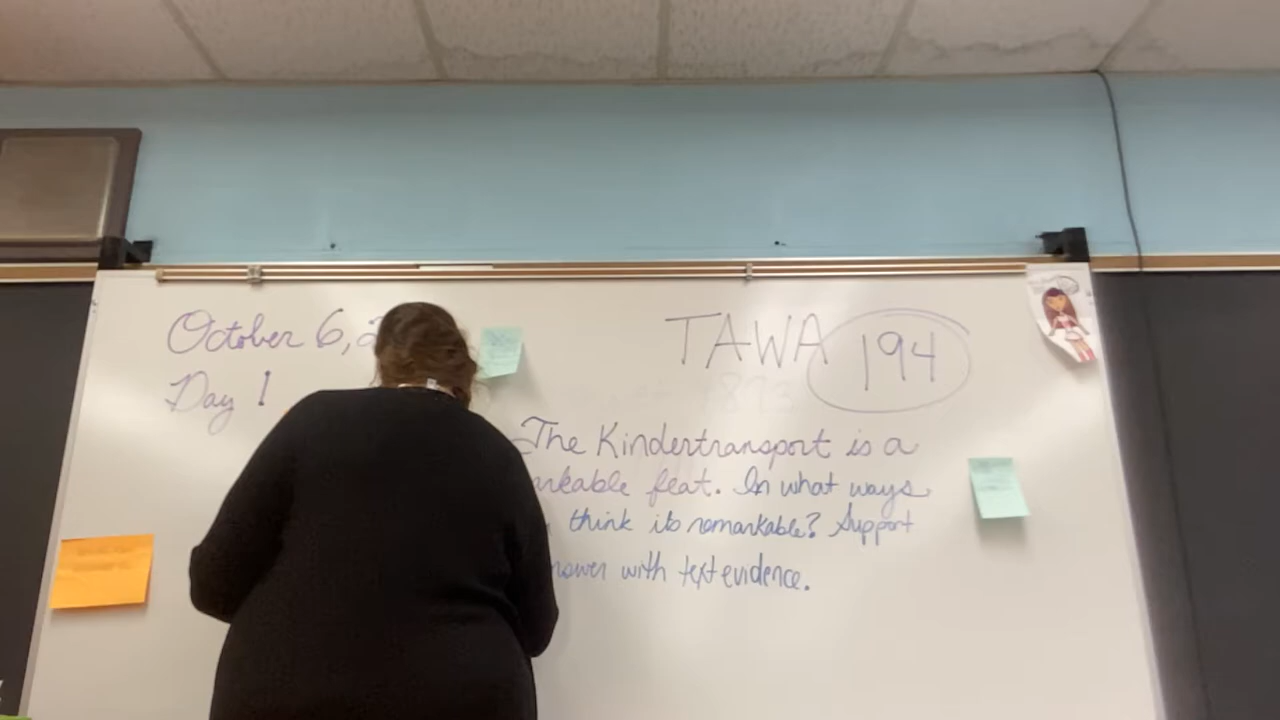 October 6, 2
Day 1
TAWA 194
The Kindertransport is a
arkable feat. In what ways
think its remarkable? Support
nswer with text evidence.